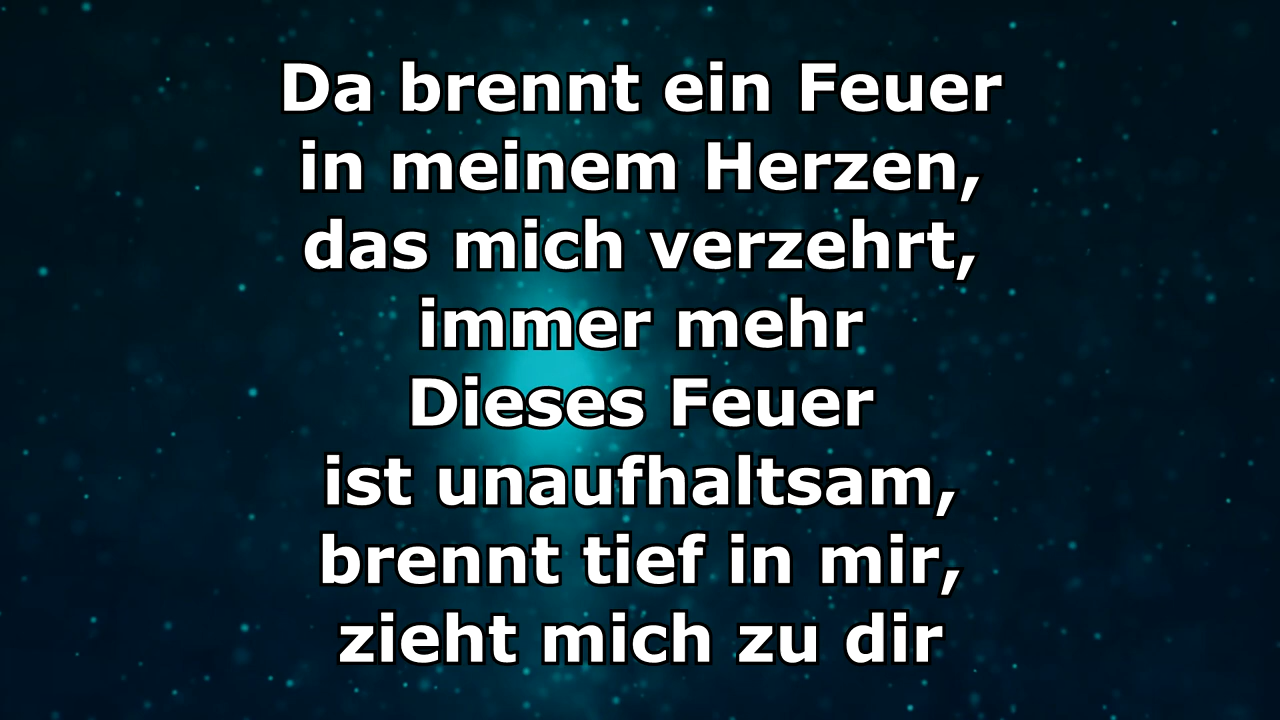 Da brennt ein Feuer
in meinem Herzen,
das mich verzehrt,
immer mehr
Dieses Feuer
ist unaufhaltsam,
brennt tief in mir,
zieht mich zu dir